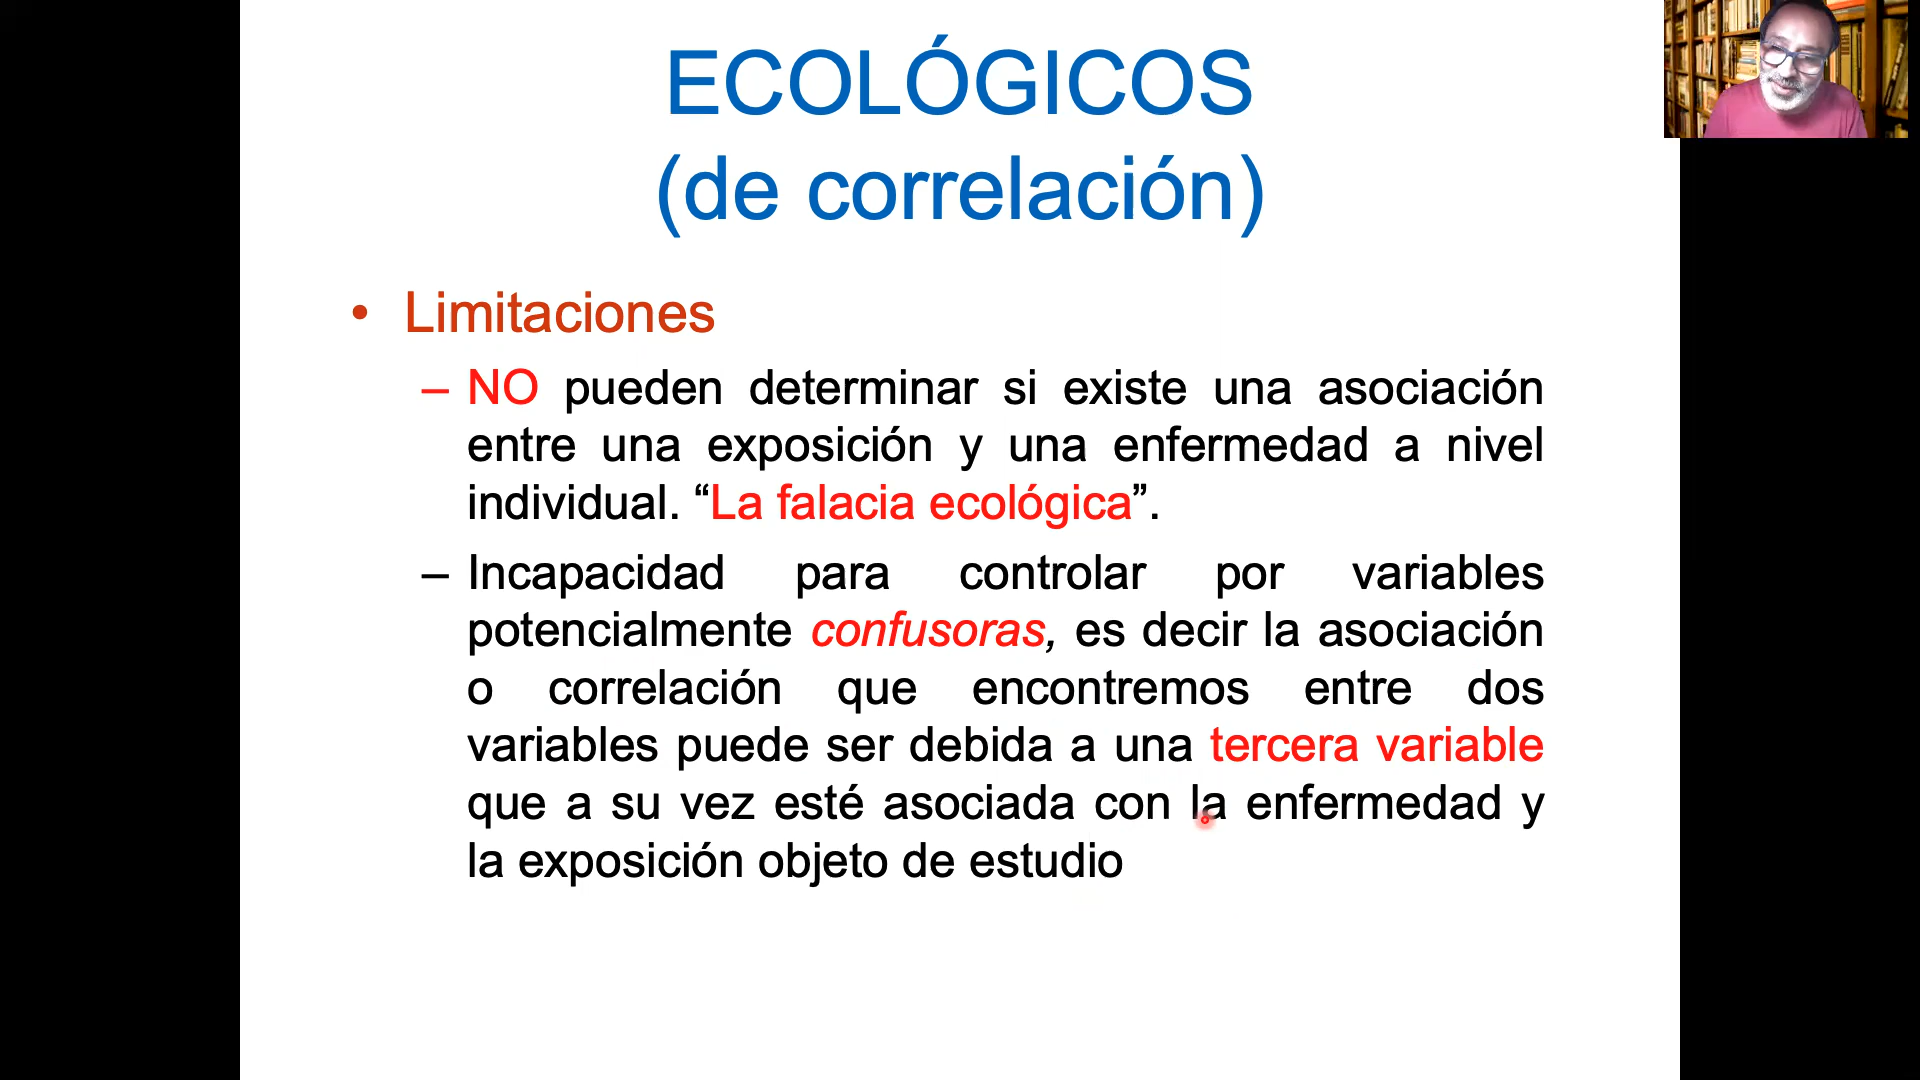 ECOLÓGICOS
(de correlación)
• Limitaciones
– NO pueden determinar si existe una asociación
entre una exposición y una enfermedad a nivel
individual. “La falacia ecológica”.
– Incapacidad para controlar por variables
potencialmente confusoras, es decir la asociación
o correlación que encontremos entre dos
variables puede ser debida a una tercera variable
que a su vez esté asociada con la enfermedad y
la exposición objeto de estudio